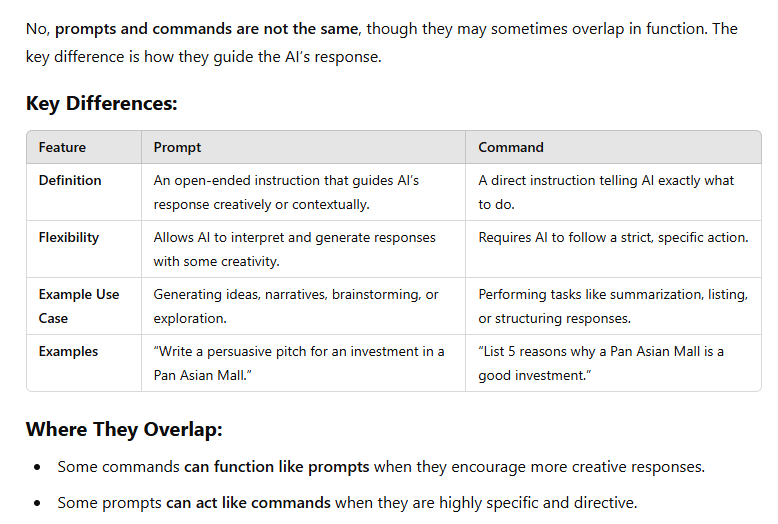 No, prompts and commands are not the same, though they may sometimes overlap in function. The
key difference is how they guide the AI’s response.
Key Differences:
Feature Prompt Command
Definition An open-ended instruction that guides AI’s A direct instruction telling AI exactly what
response creatively or contextually. to do.
Flexibility Allows AI to interpret and generate responses Requires AI to follow a strict, specific action.
with some creativity.
Example Use Generating ideas, narratives, brainstorming, or Performing tasks like summarization, listing,
Case exploration. or structuring responses.
Examples “Write a persuasive pitch for an investment in a “List 5 reasons why a Pan Asian Mall is a
Pan Asian Mall.” good investment.”
Where They Overlap:
• Some commands can function like prompts when they encourage more creative responses.
• Some prompts can act like commands when they are highly specific and directive.